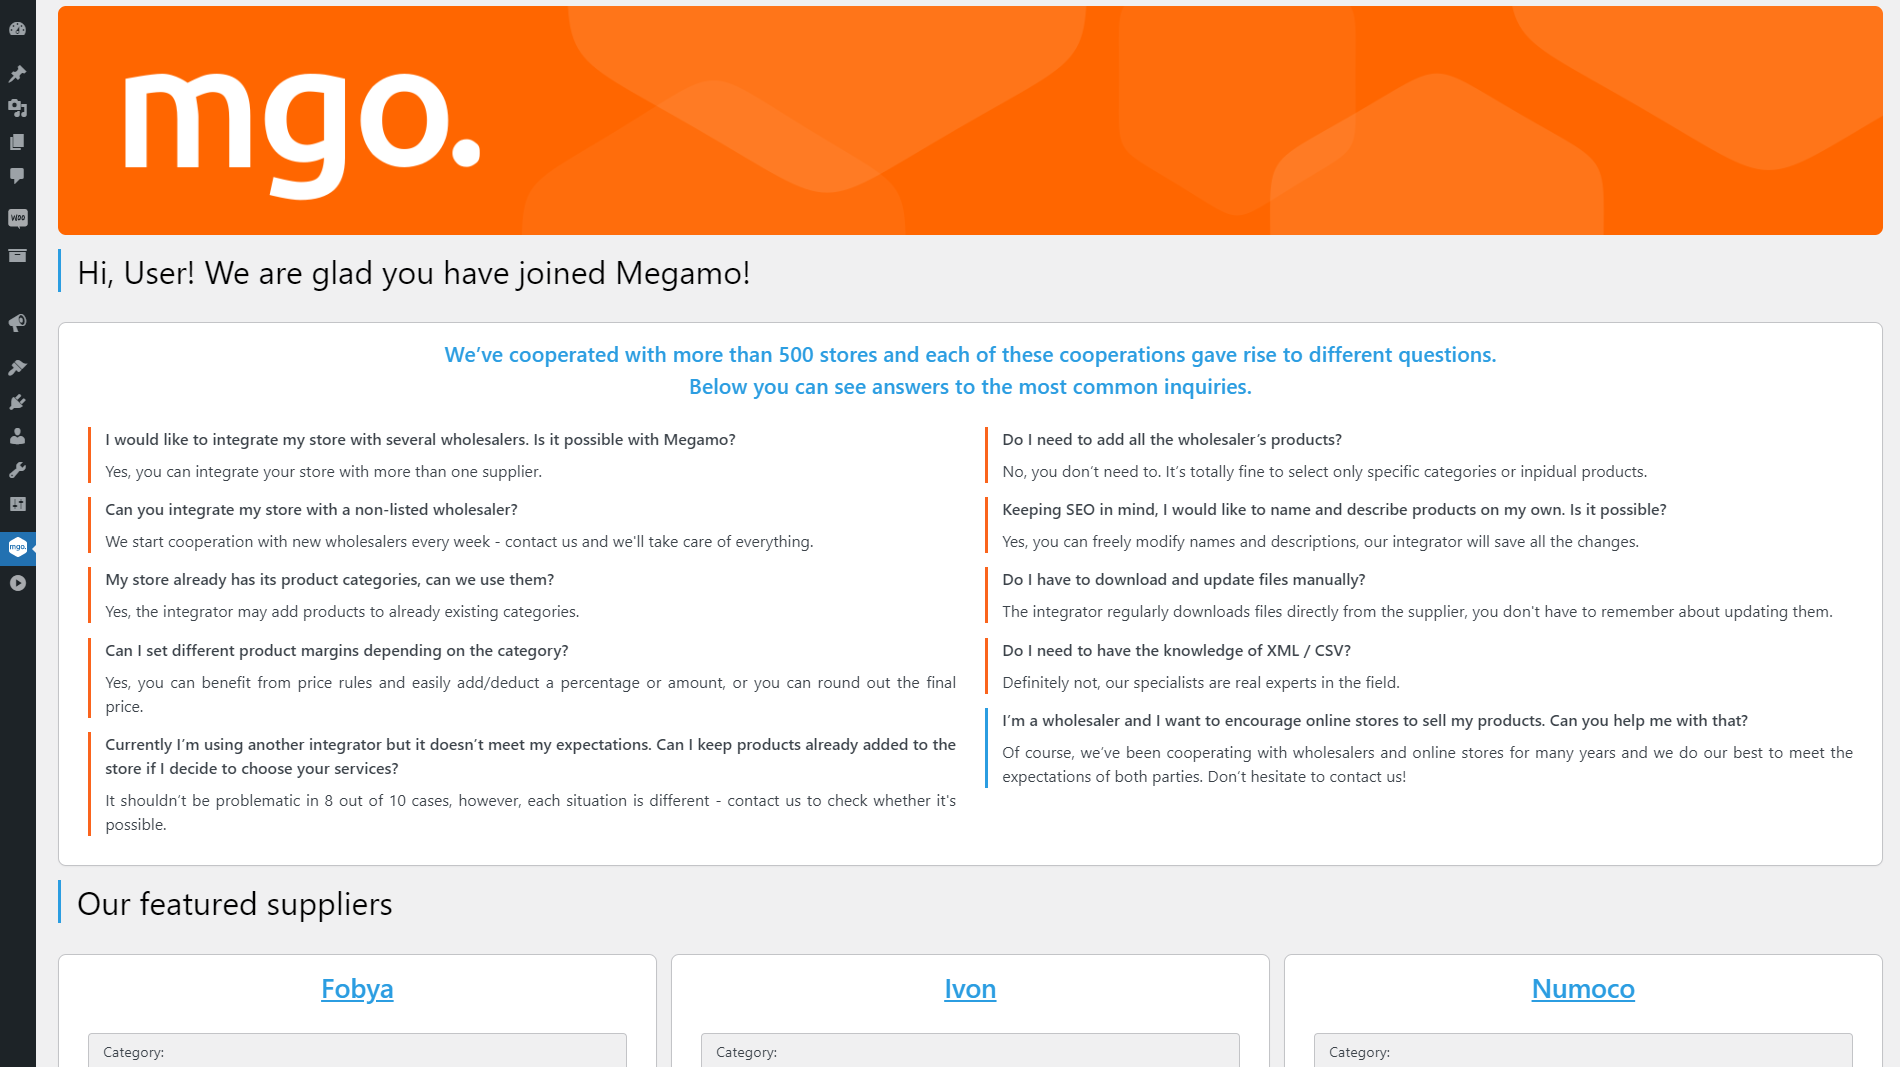 mgo.
WOO
mgo.
Hi, User! We are glad you have joined Megamo!
We’ve cooperated with more than 500 stores and each of these cooperations gave rise to different questions.
Below you can see answers to the most common inquiries.
I would like to integrate my store with several wholesalers. Is it possible with Megamo?
Yes, you can integrate your store with more than one supplier.
Can you integrate my store with a non-listed wholesaler?
We start cooperation with new wholesalers every week - contact us and we'll take care of everything.
My store already has its product categories, can we use them?
Yes, the integrator may add products to already existing categories.
Can I set different product margins depending on the category?
Yes, you can benefit from price rules and easily add/deduct a percentage or amount, or you can round out the final
price.
Currently I’m using another integrator but it doesn’t meet my expectations. Can I keep products already added to the
store if I decide to choose your services?
It shouldn’t be problematic in 8 out of 10 cases, however, each situation is different - contact us to check whether it's
possible.
Do I need to add all the wholesaler’s products?
No, you don’t need to. It’s totally fine to select only specific categories or inpidual products.
Keeping SEO in mind, I would like to name and describe products on my own. Is it possible?
Yes, you can freely modify names and descriptions, our integrator will save all the changes.
Do I have to download and update files manually?
The integrator regularly downloads files directly from the supplier, you don't have to remember about updating them.
Do I need to have the knowledge of XML / CSV?
Definitely not, our specialists are real experts in the field.
I’m a wholesaler and I want to encourage online stores to sell my products. Can you help me with that?
Of course, we’ve been cooperating with wholesalers and online stores for many years and we do our best to meet the
expectations of both parties. Don’t hesitate to contact us!
Our featured suppliers
Fobya
Category:
Ivon
Category:
Numoco
Category: